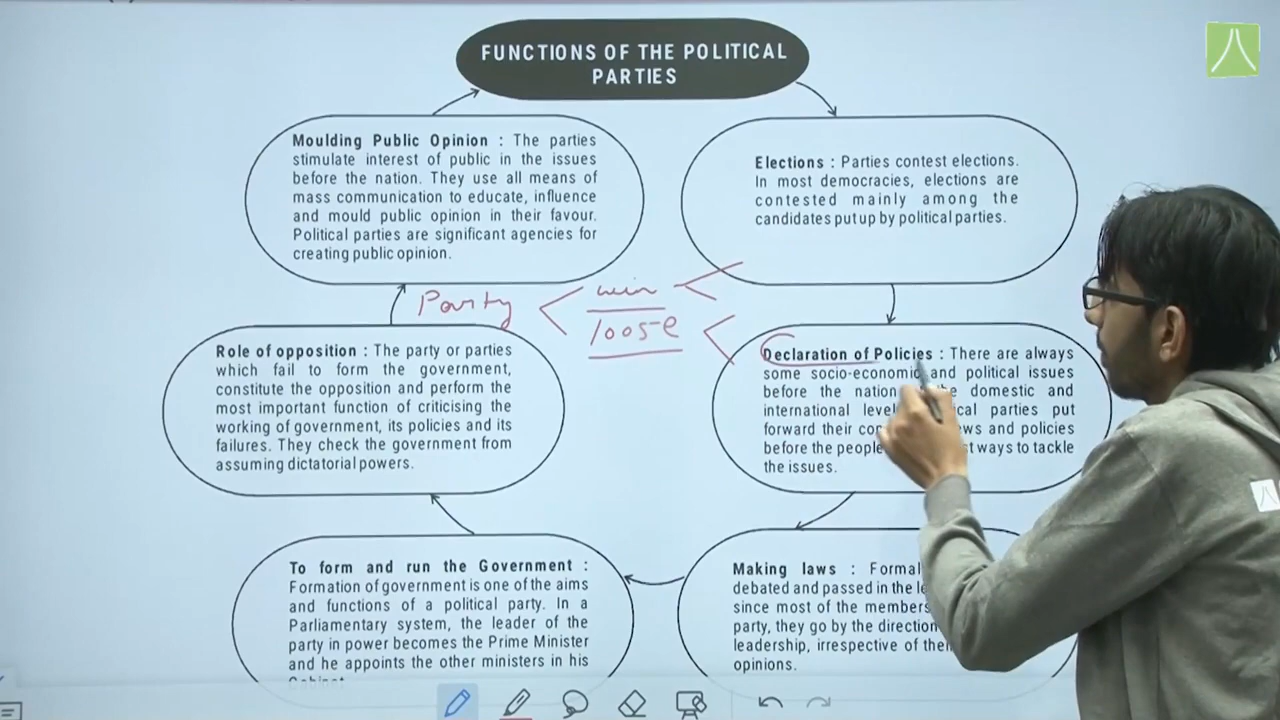 FUNCTIONS OF THE POLITICAL
PARTIES
Moulding Public Opinion : The parties
stimulate interest of public in the issues
before the nation. They use all means of
mass communication to educate, influence
and mould public opinion in their favour.
Political parties are significant agencies for
creating public opinion.
Elections : Parties contest elections.
In most democracies, elections are
contested mainly among the
candidates put up by political parties.
Party
win
loose
Role of opposition : The party or parties
which fail to form the government,
constitute the opposition and perform the
most important function of criticising the
working of government, its policies and its
failures. They check the government from
assuming dictatorial powers.
Declaration of Policies : There are always
some socio-economic and political issues
before the nation domestic and
international parties put
forward their and policies
before the people ways to tackle
the issues.
To form and run the Government :
Formation of government is one of the aims
and functions of a political party. In a
Parliamentary system, the leader of the
party in power becomes the Prime Minister
and he appoints the other ministers in his
Making laws :
debated and passed in the
since most of the members
party, they go by the
leadership, irrespective of
opinions.